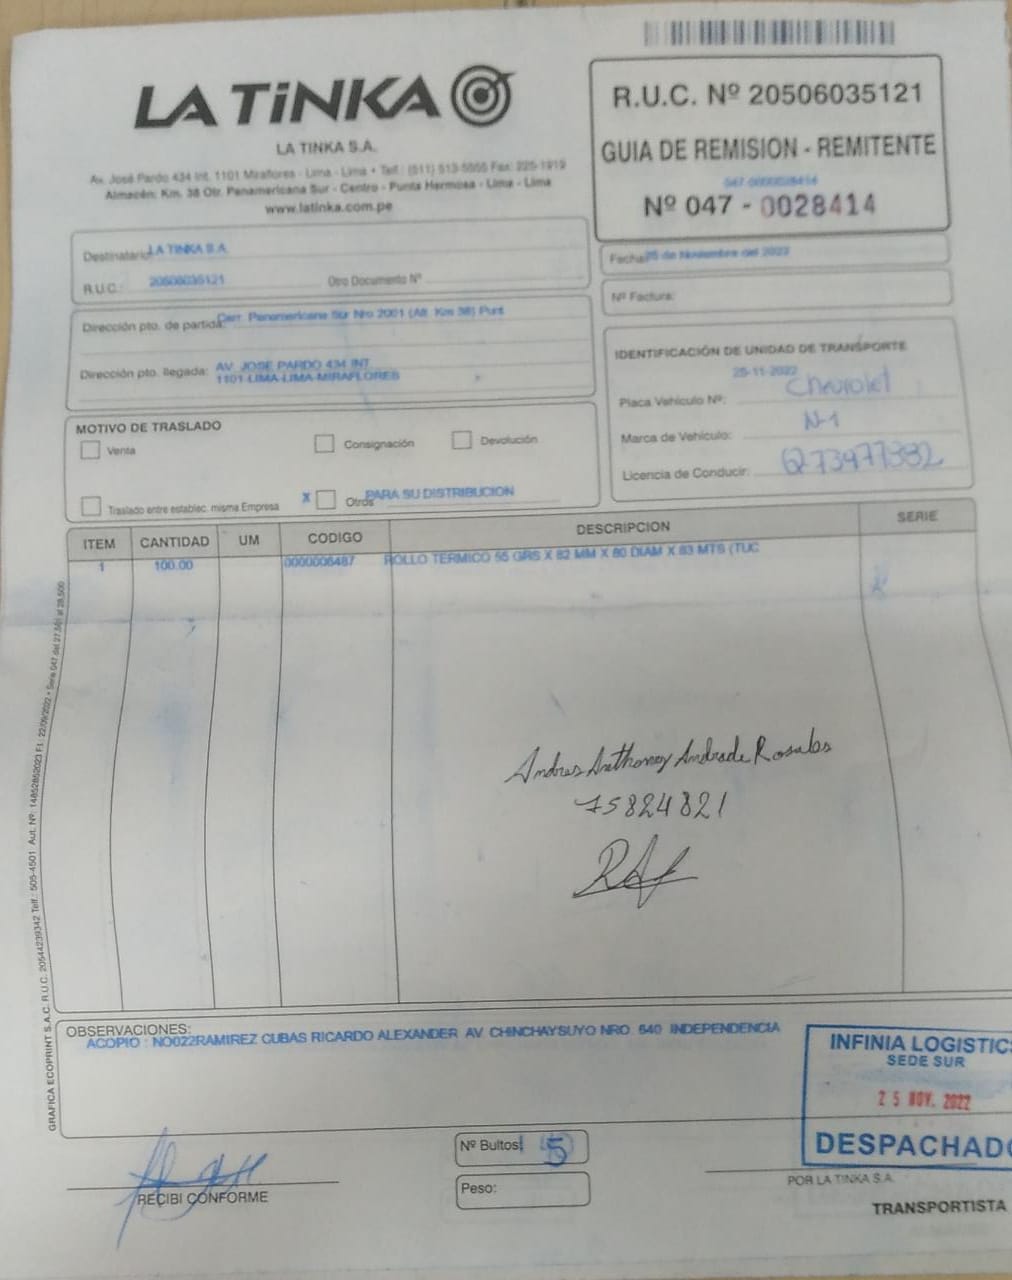 LA TiNKA
LA TINKA S.A.
Av. José Pardo 434 Int. 1101 Miraflores - Lima - Lima • Telf.: (511) 513-5555 Fax: 225-1919
Almacén: Km. 38 Otr. Panamericana Sur - Centro - Punta Hermosa - Lima - Lima
www.latinka.com.pe
R.U.C. Nº 20506035121
GUIA DE REMISION - REMITENTE
047-0000028414
Nº 047 - 0028414
Destinatario LA TINKA S.A.
R.U.C.: 20506035121 Otro Documento Nº
Fecha: 25 de Noviembre del 2022
Nº Factura:
Dirección pto. de partida: Carr. Panamericana Sur Nro 2001 (Alt. Km 38) Punt
Dirección pto. llegada: AV. JOSE PARDO 434 INT.
1101-LIMA-LIMA-MIRAFLORES
IDENTIFICACIÓN DE UNIDAD DE TRANSPORTE
25-11-2022
Placa Vehículo Nº: Chevrolet
Marca de Vehículo: N-1
Licencia de Conducir: Q73977332
MOTIVO DE TRASLADO
Venta Consignación Devolución
Traslado entre establec. misma Empresa X Otros PARA SU DISTRIBUCION
ITEM CANTIDAD UM CODIGO DESCRIPCION SERIE
1 100.00 0000006487 ROLLO TERMICO 55 GRS X 82 MM X 80 DIAM X 83 MTS (TUC
Andres Anthonny Andrade Rosales
75824821
GRAFICA ECOPRINT S.A.C. R.U.C. 20544239342 Telf.: 505-4501 Aut. Nº: 14852852023 F.I.: 22/09/2022 • Serie 047 del 27,501 al 28,500
OBSERVACIONES:
ACOPIO : NO022RAMIREZ CUBAS RICARDO ALEXANDER AV. CHINCHAYSUYO NRO 640 INDEPENDENCIA
INFINIA LOGISTIC
SEDE SUR
25 NOV. 2022
DESPACHADO
RECIBI CONFORME
Nº Bultos: 5
Peso:
POR LA TINKA S.A.
TRANSPORTISTA